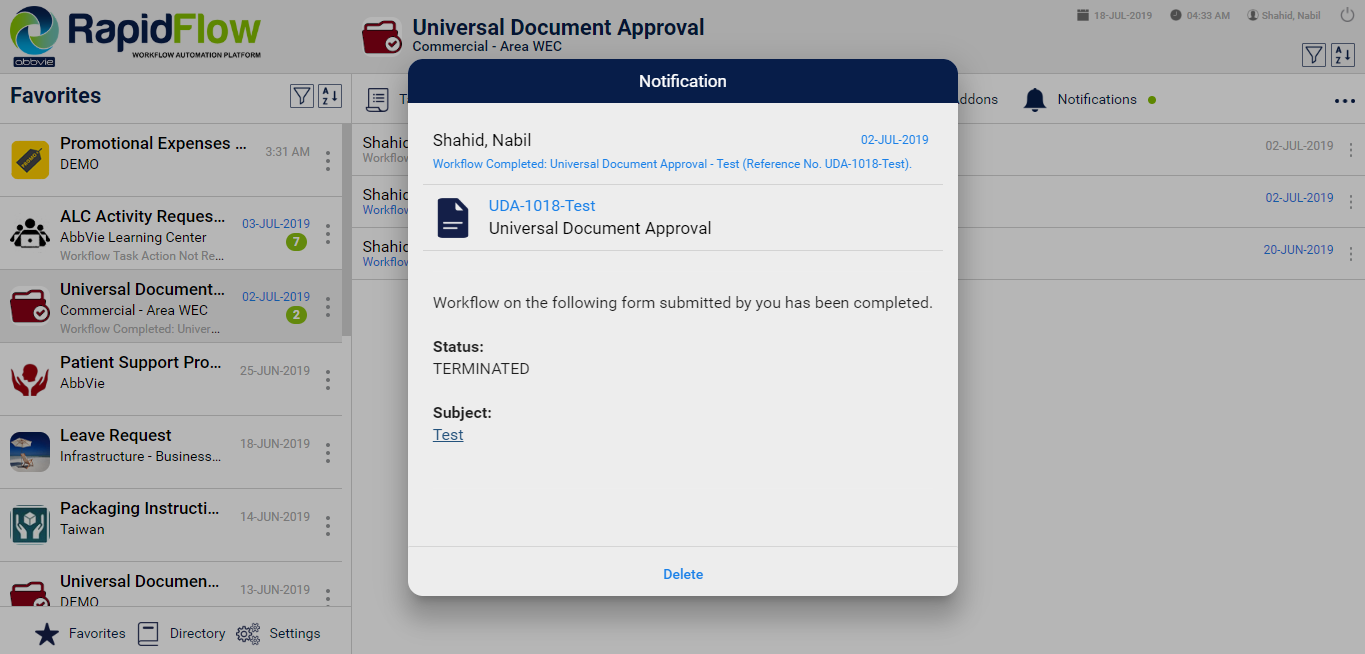 RapidFlow
WORKFLOW AUTOMATION PLATFORM
abbvie
Universal Document Approval
Commercial - Area WEC
18-JUL-2019
04:33 AM
Shahid, Nabil
Favorites
Promotional Expenses ...
DEMO
3:31 AM
ALC Activity Reques...
AbbVie Learning Center
Workflow Task Action Not Re...
03-JUL-2019
7
Universal Document...
Commercial - Area WEC
Workflow Completed: Univer...
02-JUL-2019
2
Patient Support Pro...
AbbVie
25-JUN-2019
Leave Request
Infrastructure - Business...
18-JUN-2019
Packaging Instructi...
Taiwan
14-JUN-2019
Universal Documen...
DEMO
13-JUN-2019
Favorites
Directory
Settings
T
ddons
Notifications
Shahid
Workflow
02-JUL-2019
Shahid
Workflow
02-JUL-2019
Shahid
Workflow
20-JUN-2019
Notification
Shahid, Nabil
02-JUL-2019
Workflow Completed: Universal Document Approval - Test (Reference No. UDA-1018-Test).
UDA-1018-Test
Universal Document Approval
Workflow on the following form submitted by you has been completed.
Status:
TERMINATED
Subject:
Test
Delete